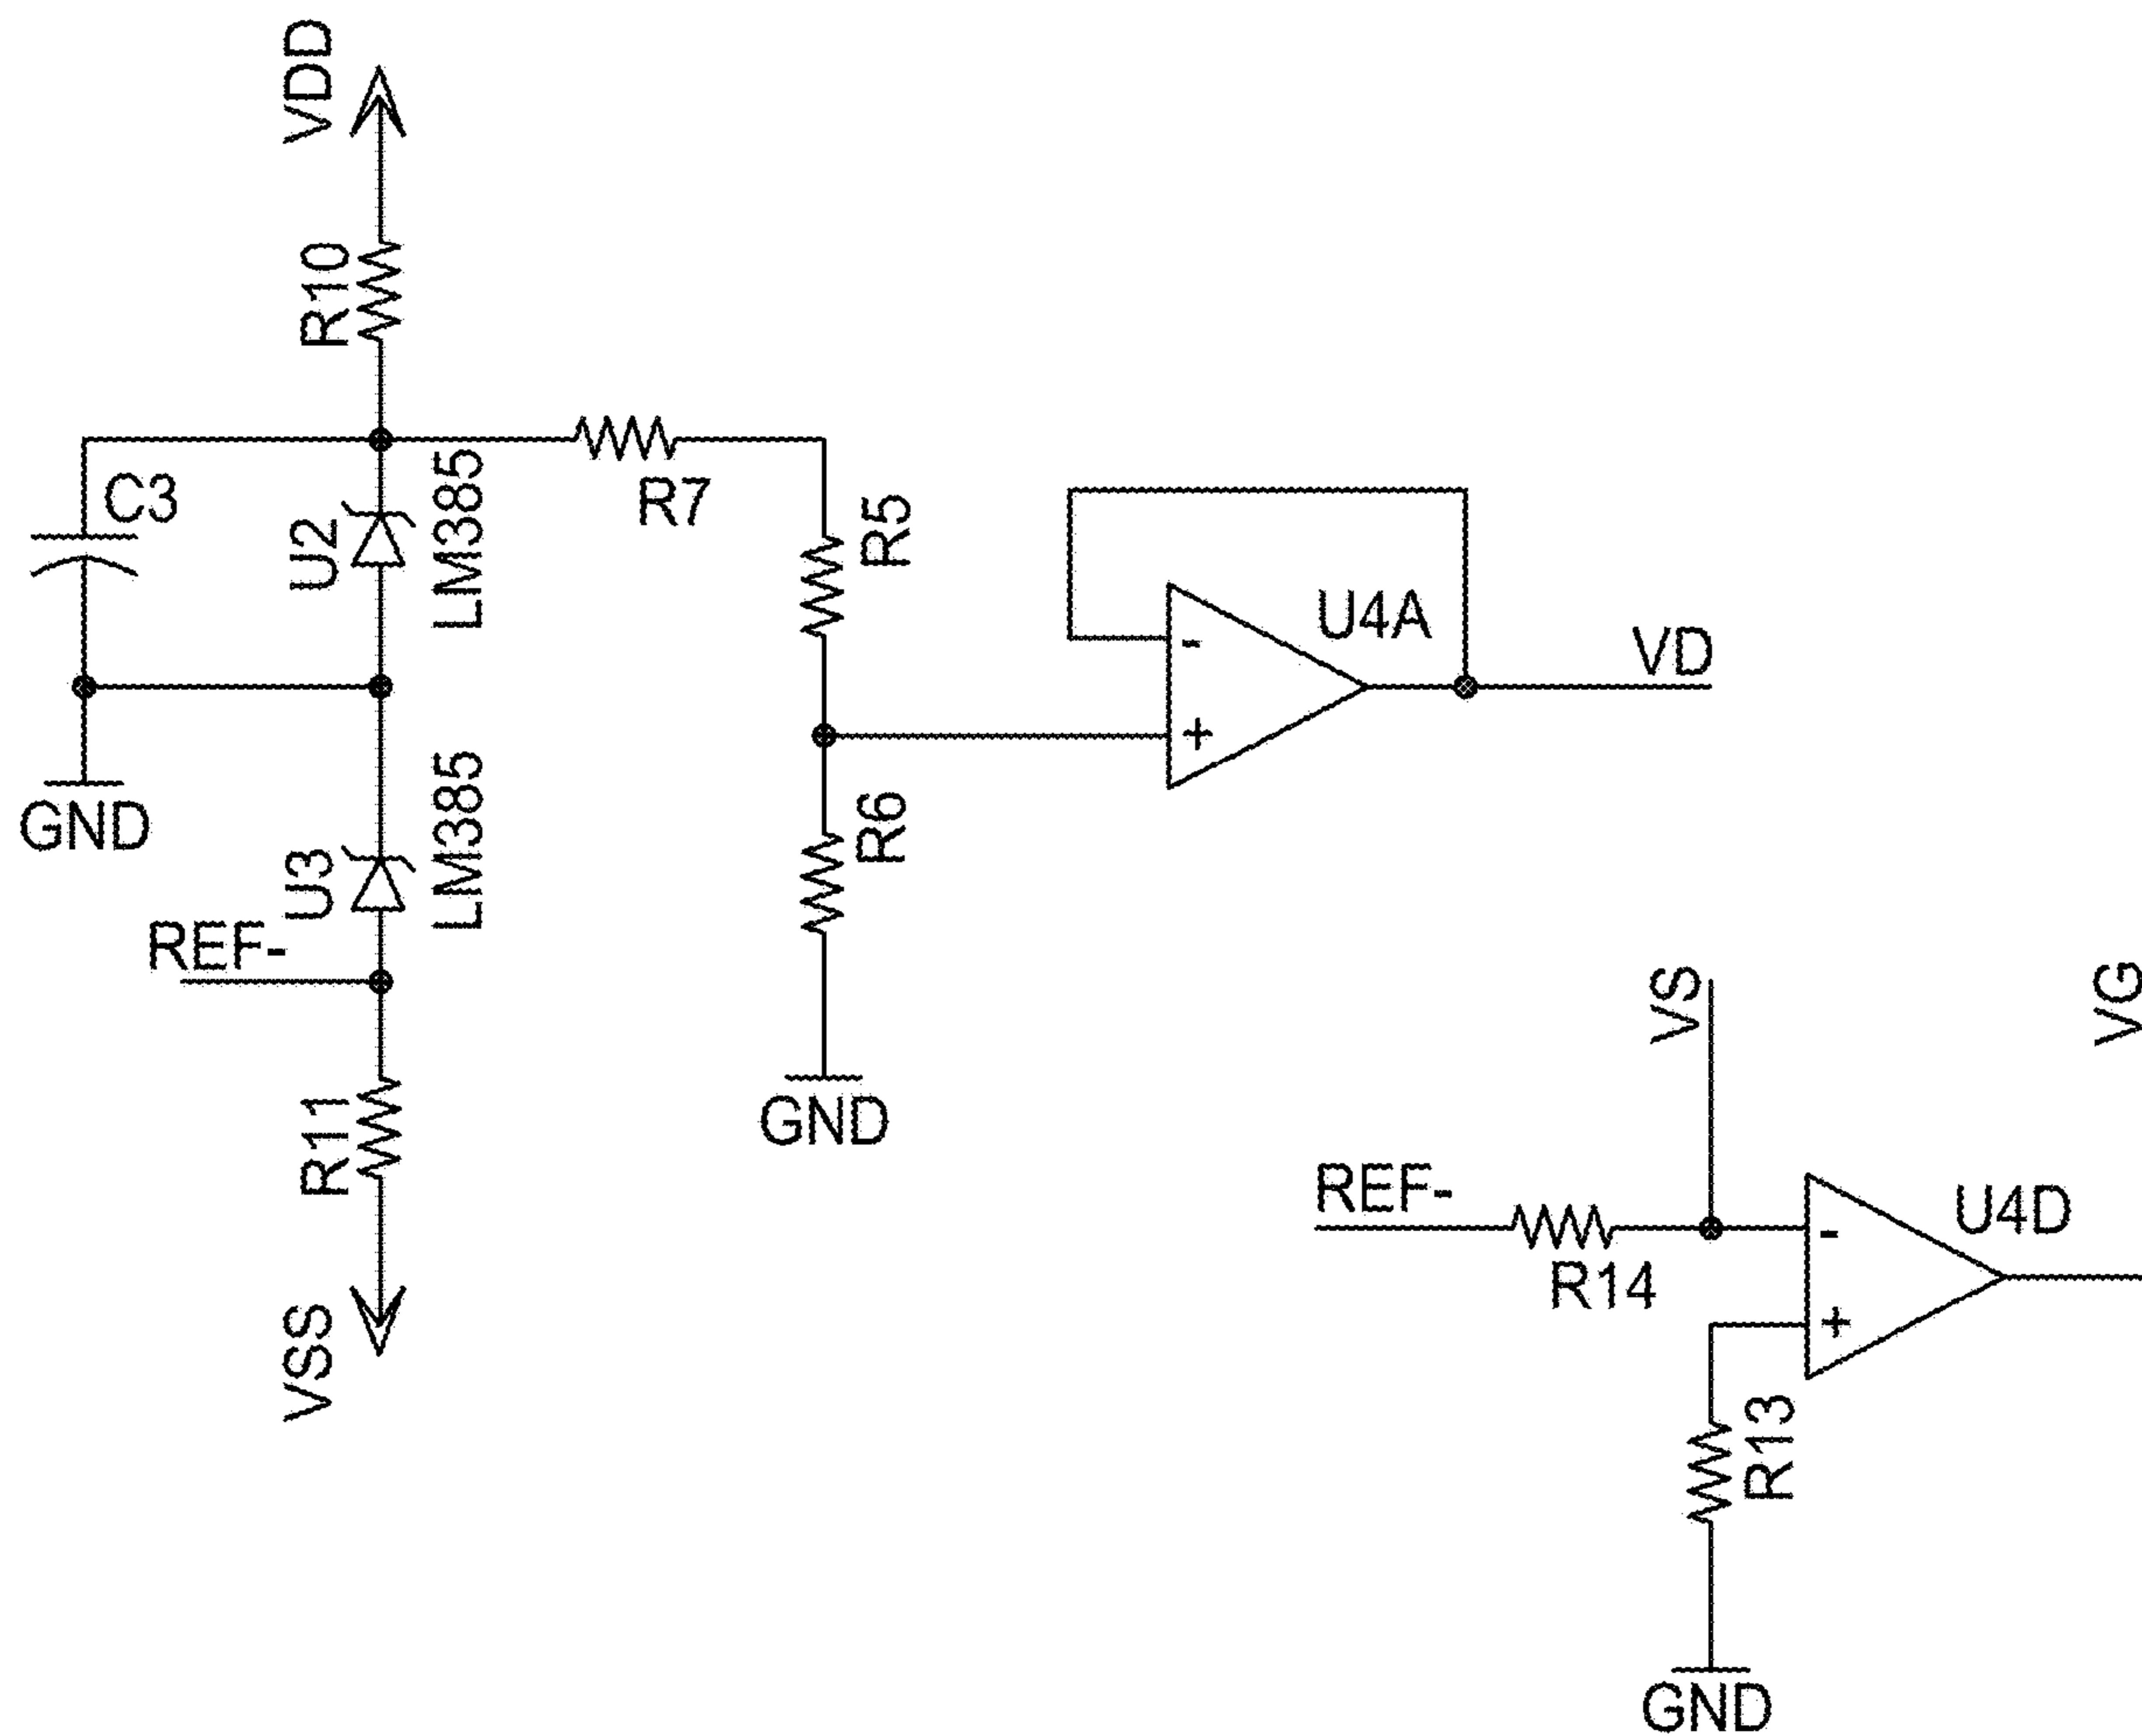 VDD
R10
C3
U2
LM385
R7
R5
U4A
VD
GND
U3
LM385
R6
REF-
GND
R11
VSS
VS
VG
REF-
R14
U4D
R13
GND
-
+
-
+